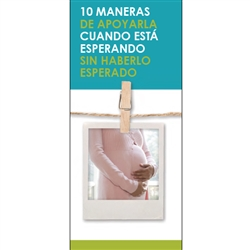 10 MANERAS
DE APOYARLA
CUANDO ESTÁ
ESPERANDO
SIN HABERLO
ESPERADO